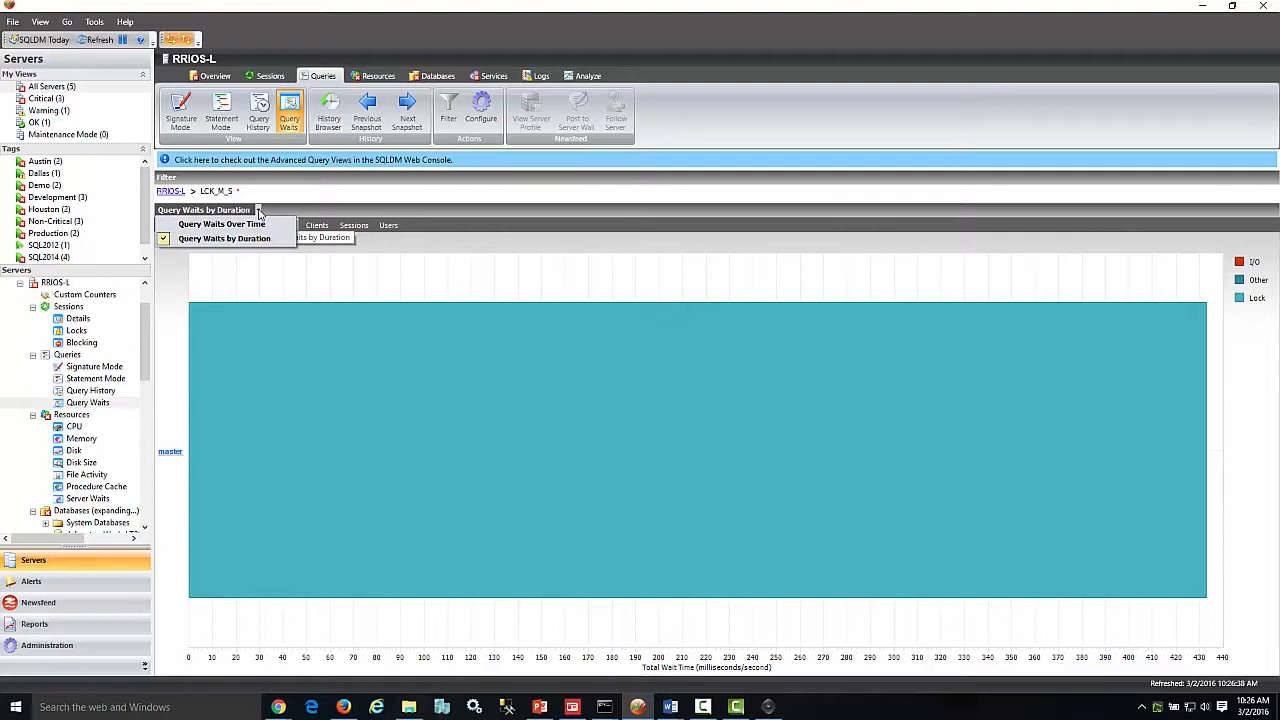 File View Go Tools Help
SQLDM Today Refresh
Servers
My Views
All Servers (5)
Critical (3)
Warning (1)
OK (1)
Maintenance Mode (0)
Tags
Austin (2)
Dallas (1)
Demo (2)
Development (3)
Houston (2)
Non-Critical (3)
Production (2)
SQL2012 (1)
SQL2014 (4)
Servers
RRIOS-L
Custom Counters
Sessions
Details
Locks
Blocking
Queries
Signature Mode
Statement Mode
Query History
Query Waits
Resources
CPU
Memory
Disk
Disk Size
File Activity
Procedure Cache
Server Waits
Databases (expanding...)
System Databases
Servers
Alerts
Newsfeed
Reports
Administration
RRIOS-L
Overview Sessions Queries Resources Databases Services Logs Analyze
Signature Mode Statement Mode Query History Query Waits History Browser Previous Snapshot Next Snapshot Filter Configure View Server Profile Post to Server Wall Follow Server
View History Actions Newsfeed
Click here to check out the Advanced Query Views in the SQLDM Web Console.
Filter
RRIOS-L > LCK_M_S *
Query Waits by Duration
Query Waits Over Time
Query Waits by Duration
Clients Sessions Users
its by Duration
I/O
Other
Lock
master
0 10 20 30 40 50 60 70 80 90 100 110 120 130 140 150 160 170 180 190 200 210 220 230 240 250 260 270 280 290 300 310 320 330 340 350 360 370 380 390 400 410 420 430 440
Total Wait Time (milliseconds/second)
Refreshed: 3/2/2016 10:26:38 AM
Search the web and Windows
10:26 AM
3/2/2016